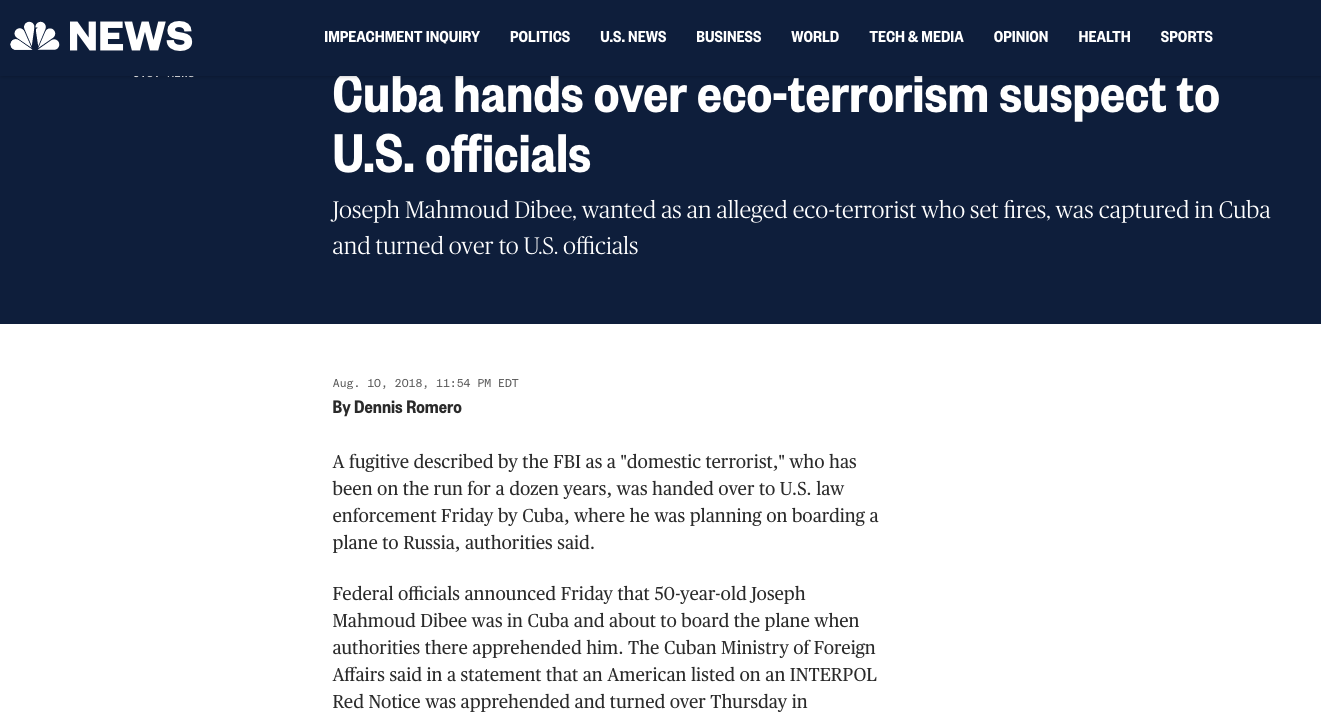 NEWS
IMPEACHMENT INQUIRY POLITICS U.S. NEWS BUSINESS WORLD TECH & MEDIA OPINION HEALTH SPORTS
Cuba hands over eco-terrorism suspect to
U.S. officials
Joseph Mahmoud Dibee, wanted as an alleged eco-terrorist who set fires, was captured in Cuba
and turned over to U.S. officials
Aug. 10, 2018, 11:54 PM EDT
By Dennis Romero
A fugitive described by the FBI as a "domestic terrorist," who has
been on the run for a dozen years, was handed over to U.S. law
enforcement Friday by Cuba, where he was planning on boarding a
plane to Russia, authorities said.
Federal officials announced Friday that 50-year-old Joseph
Mahmoud Dibee was in Cuba and about to board the plane when
authorities there apprehended him. The Cuban Ministry of Foreign
Affairs said in a statement that an American listed on an INTERPOL
Red Notice was apprehended and turned over Thursday in